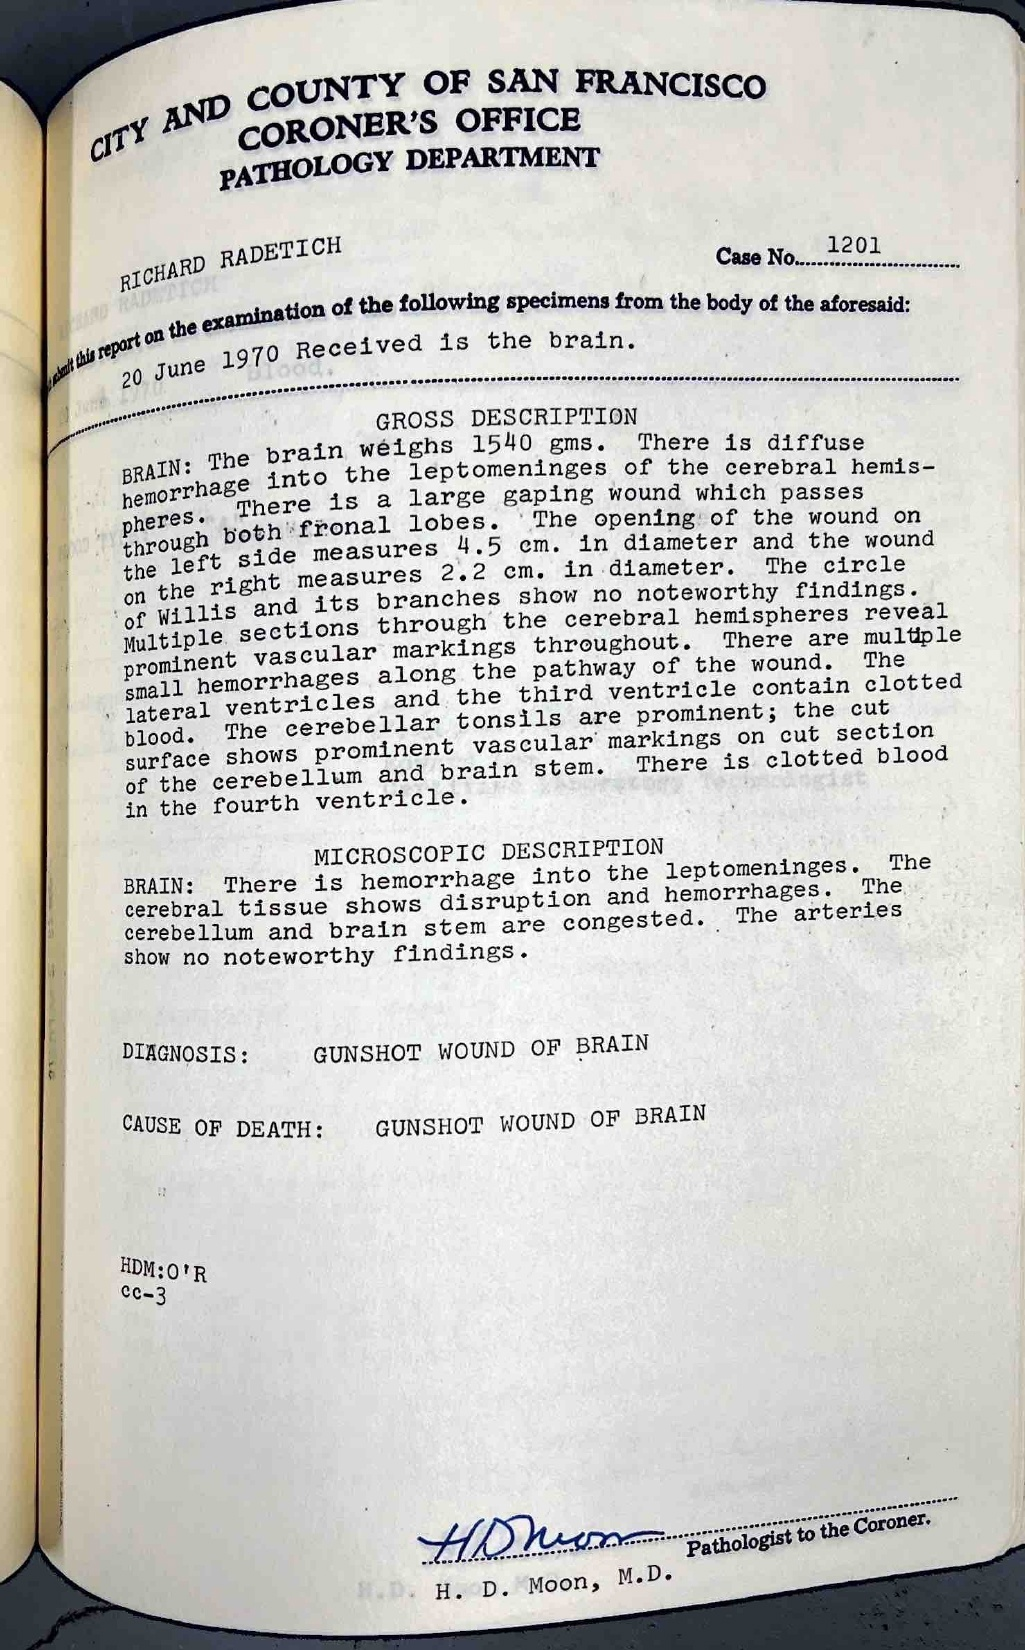 CITY AND COUNTY OF SAN FRANCISCO
CORONER'S OFFICE
PATHOLOGY DEPARTMENT
RICHARD RADETICH
Case No. 1201
submit this report on the examination of the following specimens from the body of the aforesaid:
20 June 1970 Received is the brain.
GROSS DESCRIPTION
BRAIN: The brain weighs 1540 gms. There is diffuse
hemorrhage into the leptomeninges of the cerebral hemis-
pheres. There is a large gaping wound which passes
through both fronal lobes. The opening of the wound on
the left side measures 4.5 cm. in diameter and the wound
on the right measures 2.2 cm. in diameter. The circle
of Willis and its branches show no noteworthy findings.
Multiple sections through the cerebral hemispheres reveal
prominent vascular markings throughout. There are multiple
small hemorrhages along the pathway of the wound. The
lateral ventricles and the third ventricle contain clotted
blood. The cerebellar tonsils are prominent; the cut
surface shows prominent vascular markings on cut section
of the cerebellum and brain stem. There is clotted blood
in the fourth ventricle.
MICROSCOPIC DESCRIPTION
BRAIN: There is hemorrhage into the leptomeninges. The
cerebral tissue shows disruption and hemorrhages. The
cerebellum and brain stem are congested. The arteries
show no noteworthy findings.
DIAGNOSIS: GUNSHOT WOUND OF BRAIN
CAUSE OF DEATH: GUNSHOT WOUND OF BRAIN
HDM:O'R
cc-3
HDMoon
Pathologist to the Coroner.
H. D. Moon, M.D.